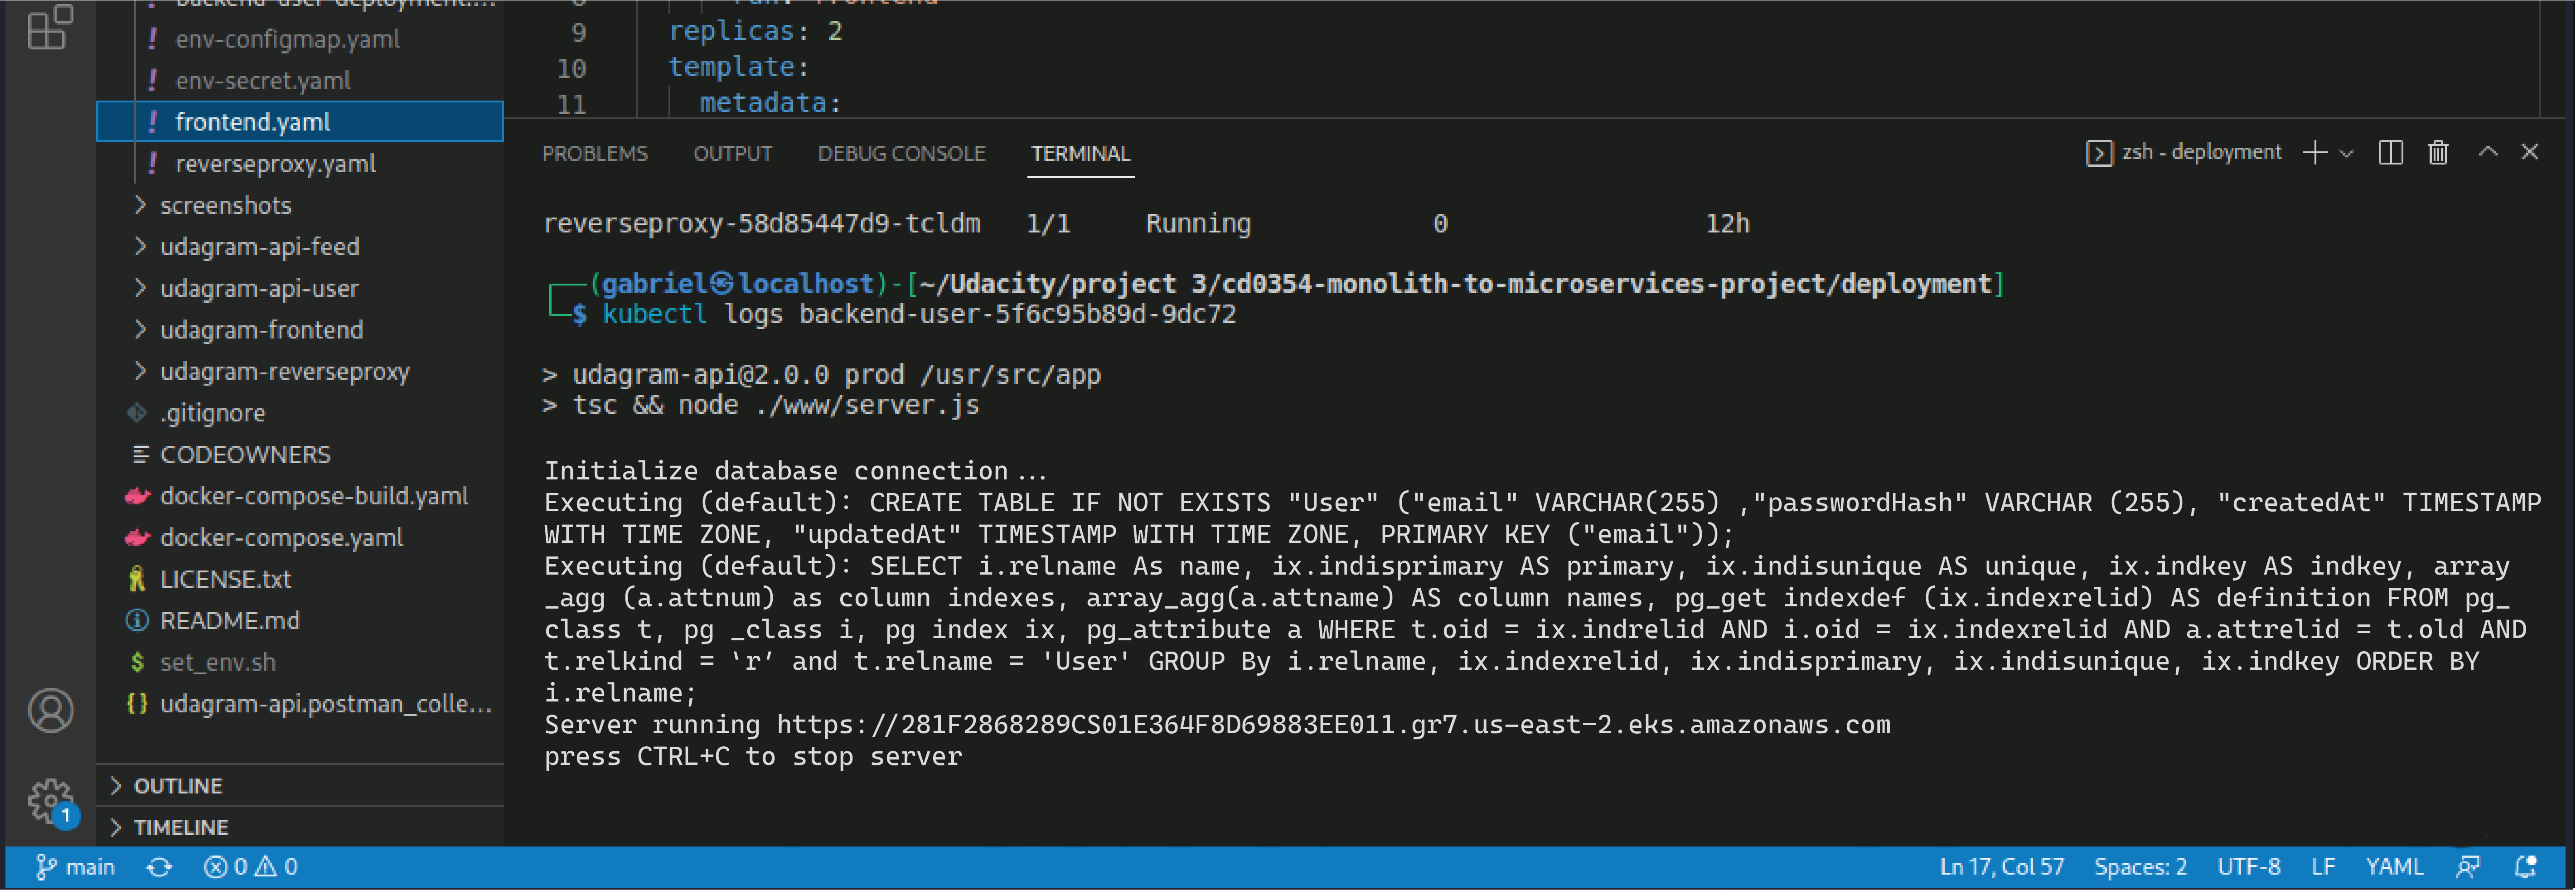 backend-user-deployment....
! env-configmap.yaml
! env-secret.yaml
! frontend.yaml
! reverseproxy.yaml
> screenshots
> udagram-api-feed
> udagram-api-user
> udagram-frontend
> udagram-reverseproxy
.gitignore
CODEOWNERS
docker-compose-build.yaml
docker-compose.yaml
LICENSE.txt
README.md
$ set_env.sh
{} udagram-api.postman_colle...
> OUTLINE
> TIMELINE
1
8 run: frontend
9 replicas: 2
10 template:
11 metadata:
PROBLEMS OUTPUT DEBUG CONSOLE TERMINAL
zsh - deployment
reverseproxy-58d85447d9-tcldm 1/1 Running 0 12h
(gabriel㉿localhost)-[~/Udacity/project 3/cd0354-monolith-to-microservices-project/deployment]
$ kubectl logs backend-user-5f6c95b89d-9dc72
> udagram-api@2.0.0 prod /usr/src/app
> tsc && node ./www/server.js
Initialize database connection...
Executing (default): CREATE TABLE IF NOT EXISTS "User" ("email" VARCHAR(255) ,"passwordHash" VARCHAR (255), "createdAt" TIMESTAMP
WITH TIME ZONE, "updatedAt" TIMESTAMP WITH TIME ZONE, PRIMARY KEY ("email"));
Executing (default): SELECT i.relname As name, ix.indisprimary AS primary, ix.indisunique AS unique, ix.indkey AS indkey, array
_agg (a.attnum) as column indexes, array_agg(a.attname) AS column names, pg_get indexdef (ix.indexrelid) AS definition FROM pg_
class t, pg _class i, pg index ix, pg_attribute a WHERE t.oid = ix.indrelid AND i.oid = ix.indexrelid AND a.attrelid = t.old AND
t.relkind = ‘r’ and t.relname = 'User' GROUP By i.relname, ix.indexrelid, ix.indisprimary, ix.indisunique, ix.indkey ORDER BY
i.relname;
Server running https://281F2868289CS01E364F8D69883EE011.gr7.us-east-2.eks.amazonaws.com
press CTRL+C to stop server
main 0 0 Ln 17, Col 57 Spaces: 2 UTF-8 LF YAML